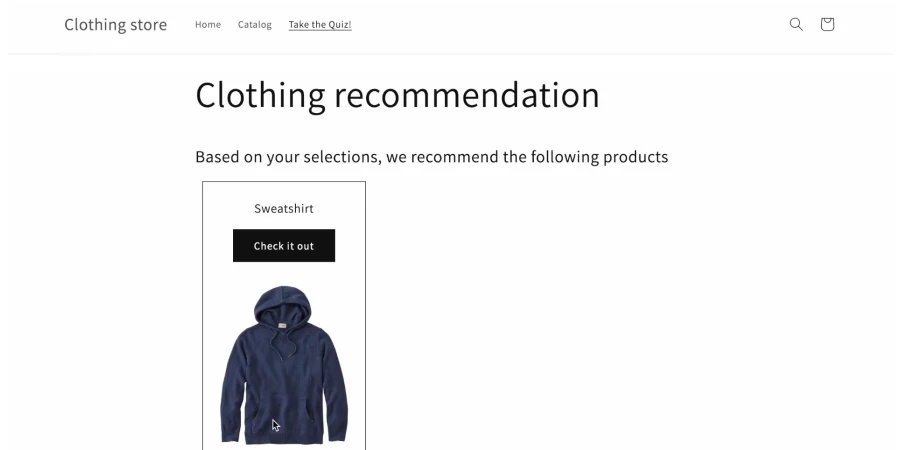 Clothing store
Home Catalog Take the Quiz!
Clothing recommendation
Based on your selections, we recommend the following products
Sweatshirt
Check it out